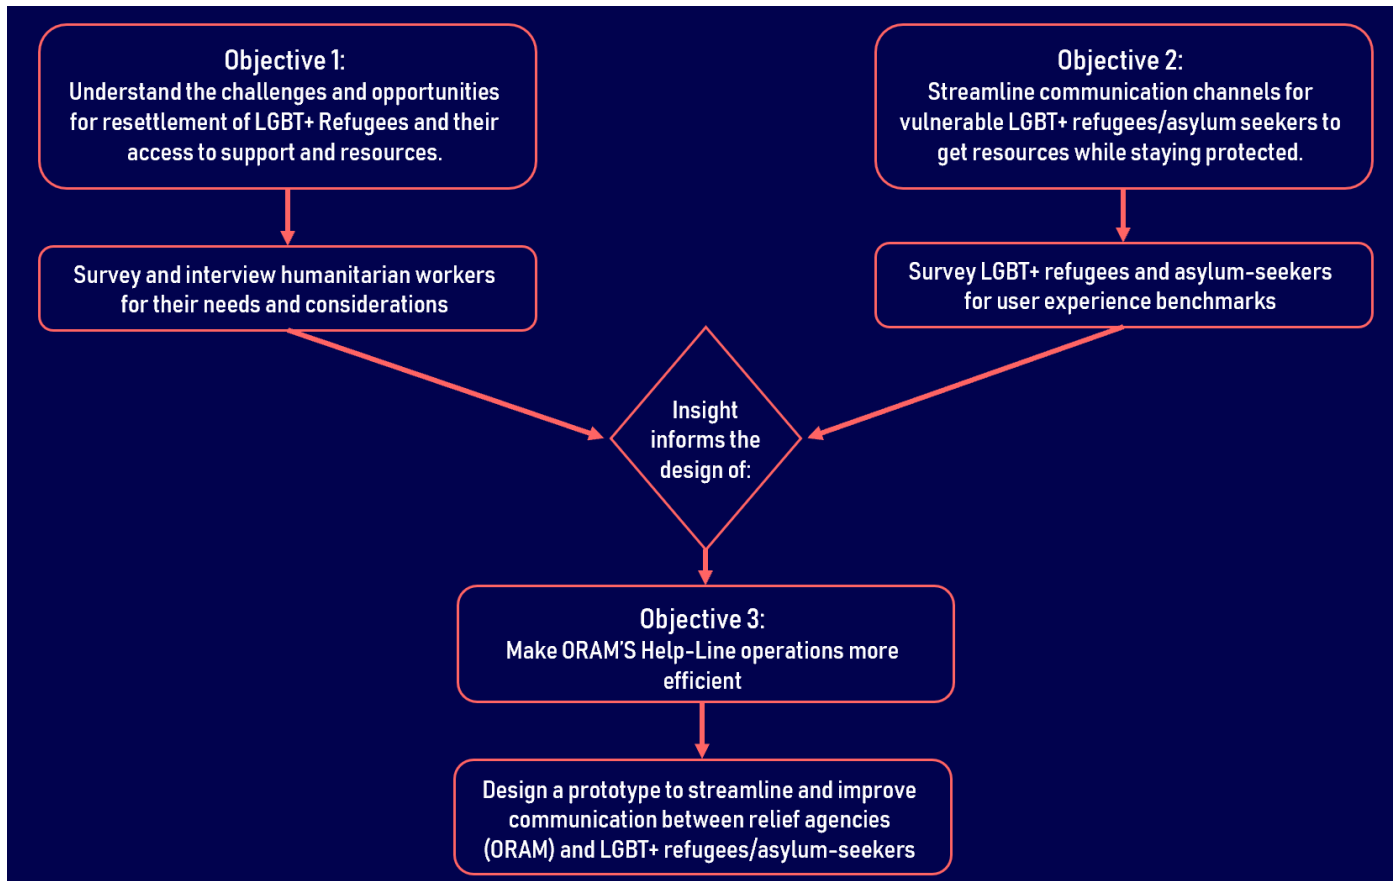 Objective 1:
Understand the challenges and opportunities
for resettlement of LGBT+ Refugees and their
access to support and resources.
Objective 2:
Streamline communication channels for
vulnerable LGBT+ refugees/asylum seekers to
get resources while staying protected.
Survey and interview humanitarian workers
for their needs and considerations
Survey LGBT+ refugees and asylum-seekers
for user experience benchmarks
Insight
informs the
design of:
Objective 3:
Make ORAM'S Help-Line operations more
efficient
Design a prototype to streamline and improve
communication between relief agencies
(ORAM) and LGBT+ refugees/asylum-seekers